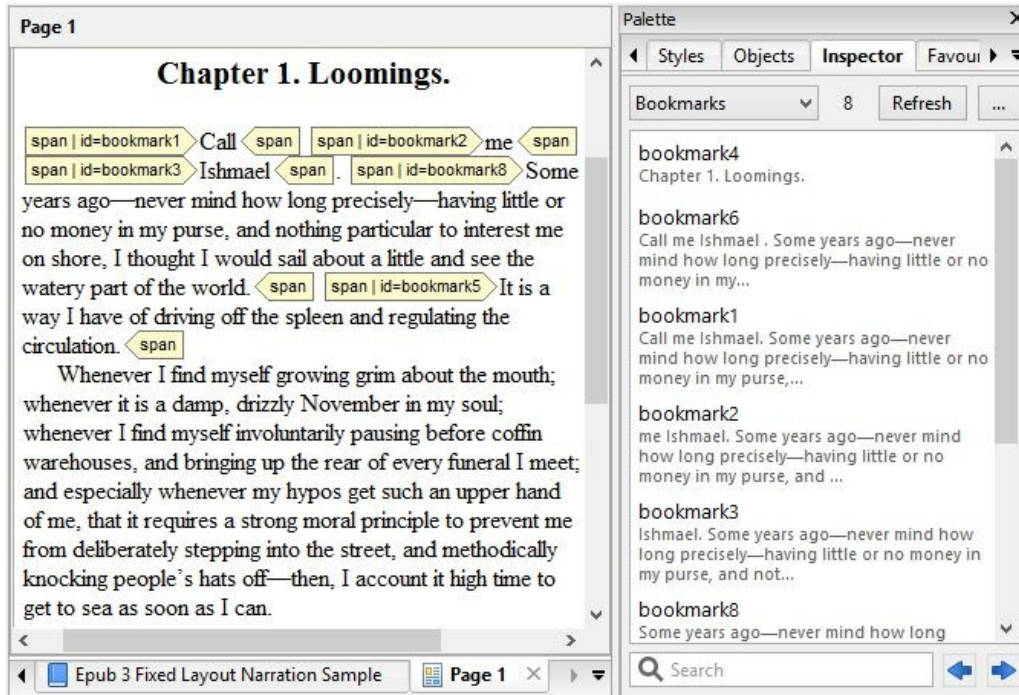 Page 1
Chapter 1. Loomings.
span | id=bookmark1 Call span span | id=bookmark2 me span
span | id=bookmark3 Ishmael span . span | id=bookmark8 Some
years ago—never mind how long precisely—having little or
no money in my purse, and nothing particular to interest me
on shore, I thought I would sail about a little and see the
watery part of the world. span span | id=bookmark5 It is a
way I have of driving off the spleen and regulating the
circulation. span
Whenever I find myself growing grim about the mouth;
whenever it is a damp, drizzly November in my soul;
whenever I find myself involuntarily pausing before coffin
warehouses, and bringing up the rear of every funeral I meet;
and especially whenever my hypos get such an upper hand
of me, that it requires a strong moral principle to prevent me
from deliberately stepping into the street, and methodically
knocking people’s hats off—then, I account it high time to
get to sea as soon as I can.
Epub 3 Fixed Layout Narration Sample Page 1
Palette
Styles Objects Inspector Favou
Bookmarks 8 Refresh ...
bookmark4
Chapter 1. Loomings.
bookmark6
Call me Ishmael . Some years ago—never
mind how long precisely—having little or no
money in my...
bookmark1
Call me Ishmael. Some years ago—never
mind how long precisely—having little or no
money in my purse,...
bookmark2
me Ishmael. Some years ago—never mind
how long precisely—having little or no
money in my purse, and ...
bookmark3
Ishmael. Some years ago—never mind how
long precisely—having little or no money in
my purse, and not...
bookmark8
Some years ago—never mind how long
Search